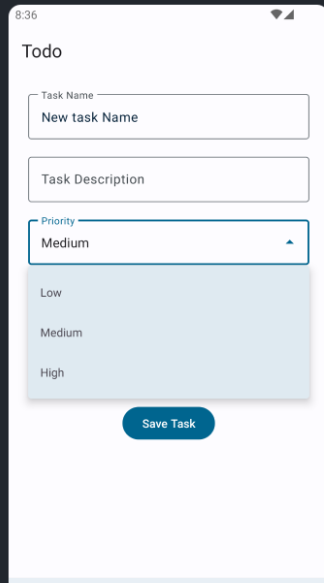 8:36
Todo
Task Name
New task Name
Task Description
Priority
Medium
Low
Medium
High
Save Task